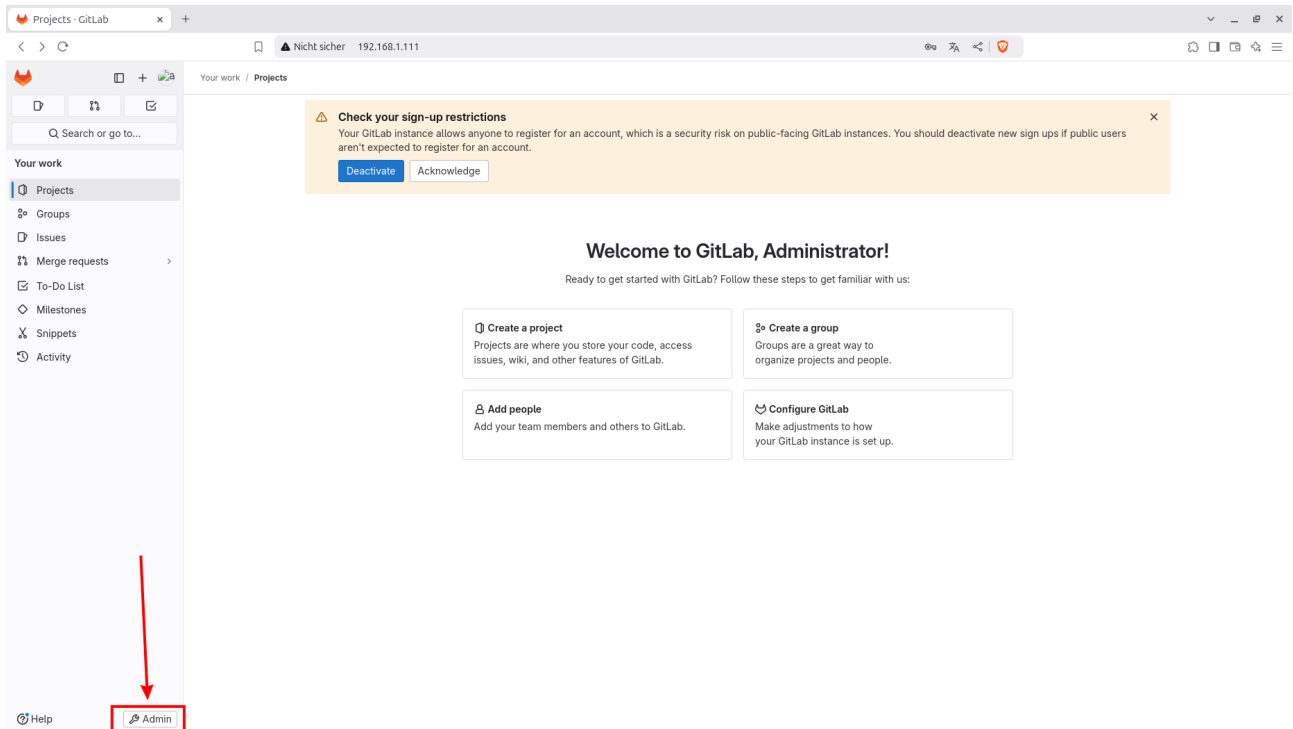 Projects · GitLab
Nicht sicher 192.168.1.111
a
Your work / Projects
Search or go to...
Your work
Projects
Groups
Issues
Merge requests
To-Do List
Milestones
Snippets
Activity
Help
Admin
Check your sign-up restrictions
Your GitLab instance allows anyone to register for an account, which is a security risk on public-facing GitLab instances. You should deactivate new sign ups if public users
aren't expected to register for an account.
Deactivate Acknowledge
Welcome to GitLab, Administrator!
Ready to get started with GitLab? Follow these steps to get familiar with us:
Create a project
Projects are where you store your code, access
issues, wiki, and other features of GitLab.
Create a group
Groups are a great way to
organize projects and people.
Add people
Add your team members and others to GitLab.
Configure GitLab
Make adjustments to how
your GitLab instance is set up.